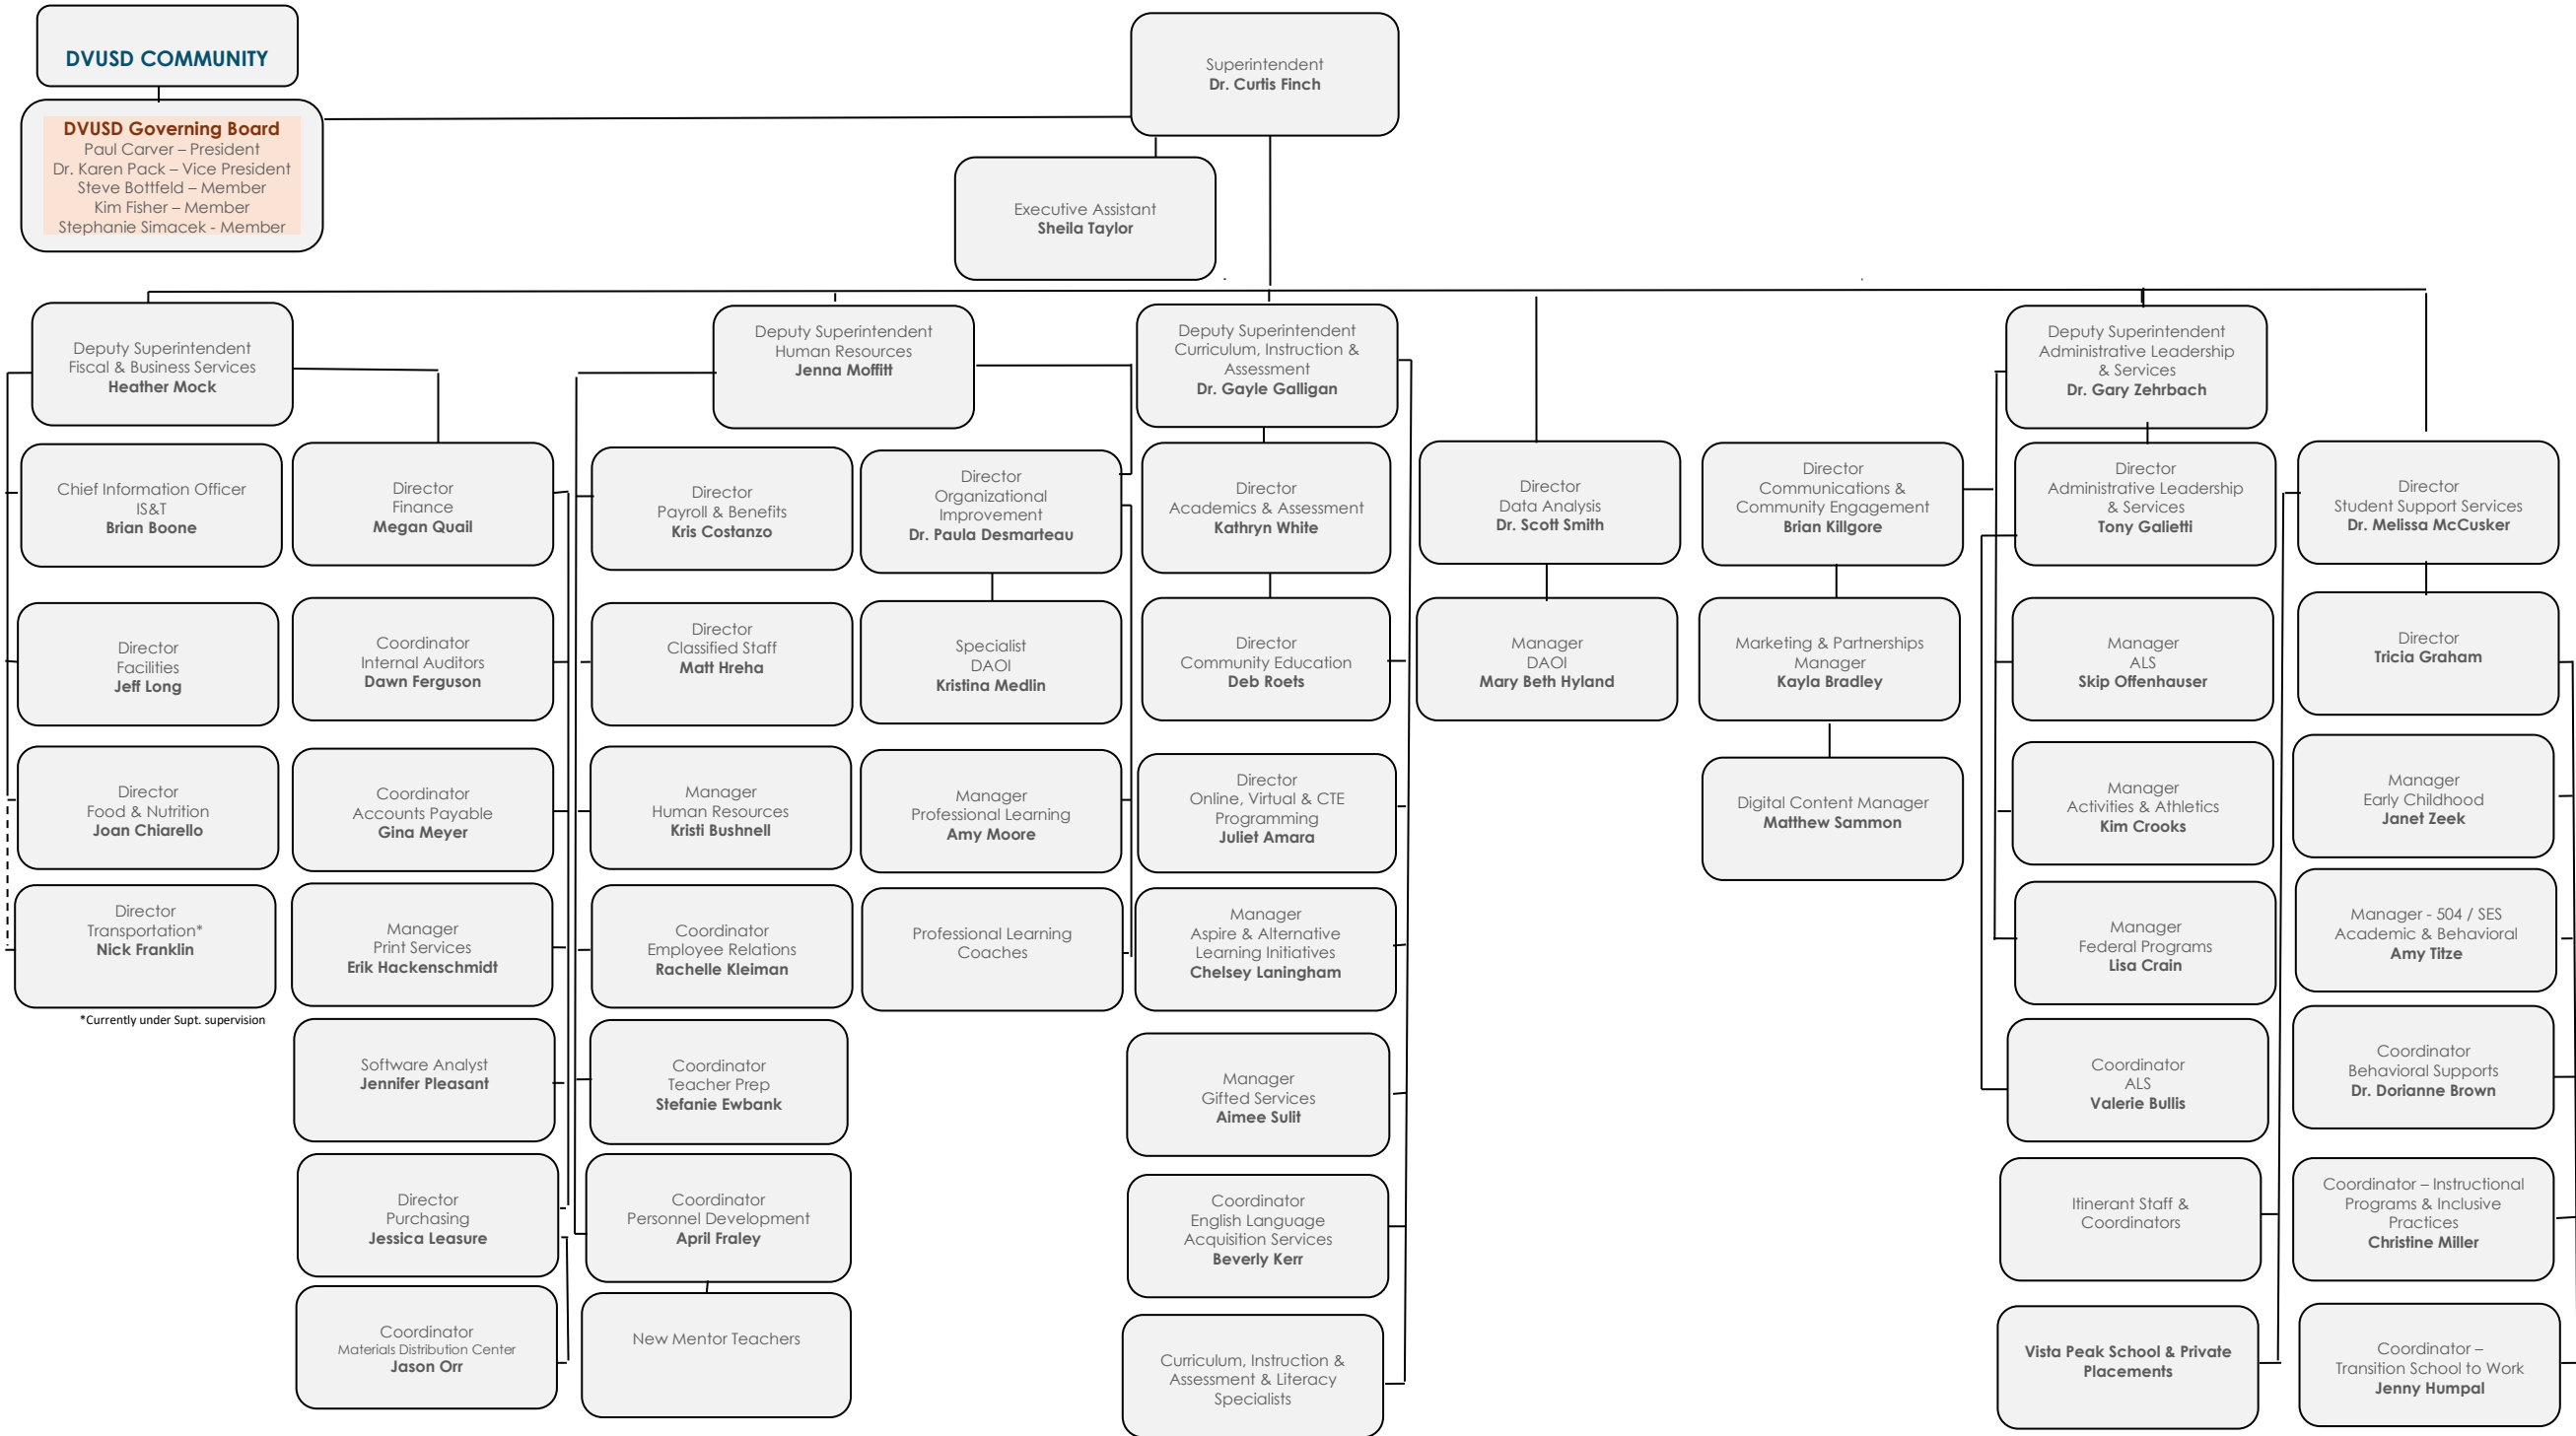 DVUSD COMMUNITY
DVUSD Governing Board
Paul Carver – President
Dr. Karen Pack – Vice President
Steve Bottfeld – Member
Kim Fisher – Member
Stephanie Simacek - Member
Superintendent
Dr. Curtis Finch
Executive Assistant
Sheila Taylor
Deputy Superintendent
Fiscal & Business Services
Heather Mock
Deputy Superintendent
Human Resources
Jenna Moffitt
Deputy Superintendent
Curriculum, Instruction &
Assessment
Dr. Gayle Galligan
Deputy Superintendent
Administrative Leadership
& Services
Dr. Gary Zehrbach
Chief Information Officer
IS&T
Brian Boone
Director
Finance
Megan Quail
Director
Payroll & Benefits
Kris Costanzo
Director
Organizational
Improvement
Dr. Paula Desmarteau
Director
Academics & Assessment
Kathryn White
Director
Data Analysis
Dr. Scott Smith
Director
Communications &
Community Engagement
Brian Killgore
Director
Administrative Leadership
& Services
Tony Galietti
Director
Student Support Services
Dr. Melissa McCusker
Director
Facilities
Jeff Long
Coordinator
Internal Auditors
Dawn Ferguson
Director
Classified Staff
Matt Hreha
Specialist
DAOI
Kristina Medlin
Director
Community Education
Deb Roets
Manager
DAOI
Mary Beth Hyland
Marketing & Partnerships
Manager
Kayla Bradley
Manager
ALS
Skip Offenhauser
Director
Tricia Graham
Director
Food & Nutrition
Joan Chiarello
Coordinator
Accounts Payable
Gina Meyer
Manager
Human Resources
Kristi Bushnell
Manager
Professional Learning
Amy Moore
Director
Online, Virtual & CTE
Programming
Juliet Amara
Digital Content Manager
Matthew Sammon
Manager
Activities & Athletics
Kim Crooks
Manager
Early Childhood
Janet Zeek
Director
Transportation*
Nick Franklin
*Currently under Supt. supervision
Manager
Print Services
Erik Hackenschmidt
Coordinator
Employee Relations
Rachelle Kleiman
Professional Learning
Coaches
Manager
Aspire & Alternative
Learning Initiatives
Chelsey Laningham
Manager
Federal Programs
Lisa Crain
Manager - 504 / SES
Academic & Behavioral
Amy Titze
Software Analyst
Jennifer Pleasant
Coordinator
Teacher Prep
Stefanie Ewbank
Manager
Gifted Services
Aimee Sulit
Coordinator
ALS
Valerie Bullis
Coordinator
Behavioral Supports
Dr. Dorianne Brown
Director
Purchasing
Jessica Leasure
Coordinator
Personnel Development
April Fraley
Coordinator
English Language
Acquisition Services
Beverly Kerr
Itinerant Staff &
Coordinators
Coordinator – Instructional
Programs & Inclusive
Practices
Christine Miller
Coordinator
Materials Distribution Center
Jason Orr
New Mentor Teachers
Curriculum, Instruction &
Assessment & Literacy
Specialists
Vista Peak School & Private
Placements
Coordinator –
Transition School to Work
Jenny Humpal